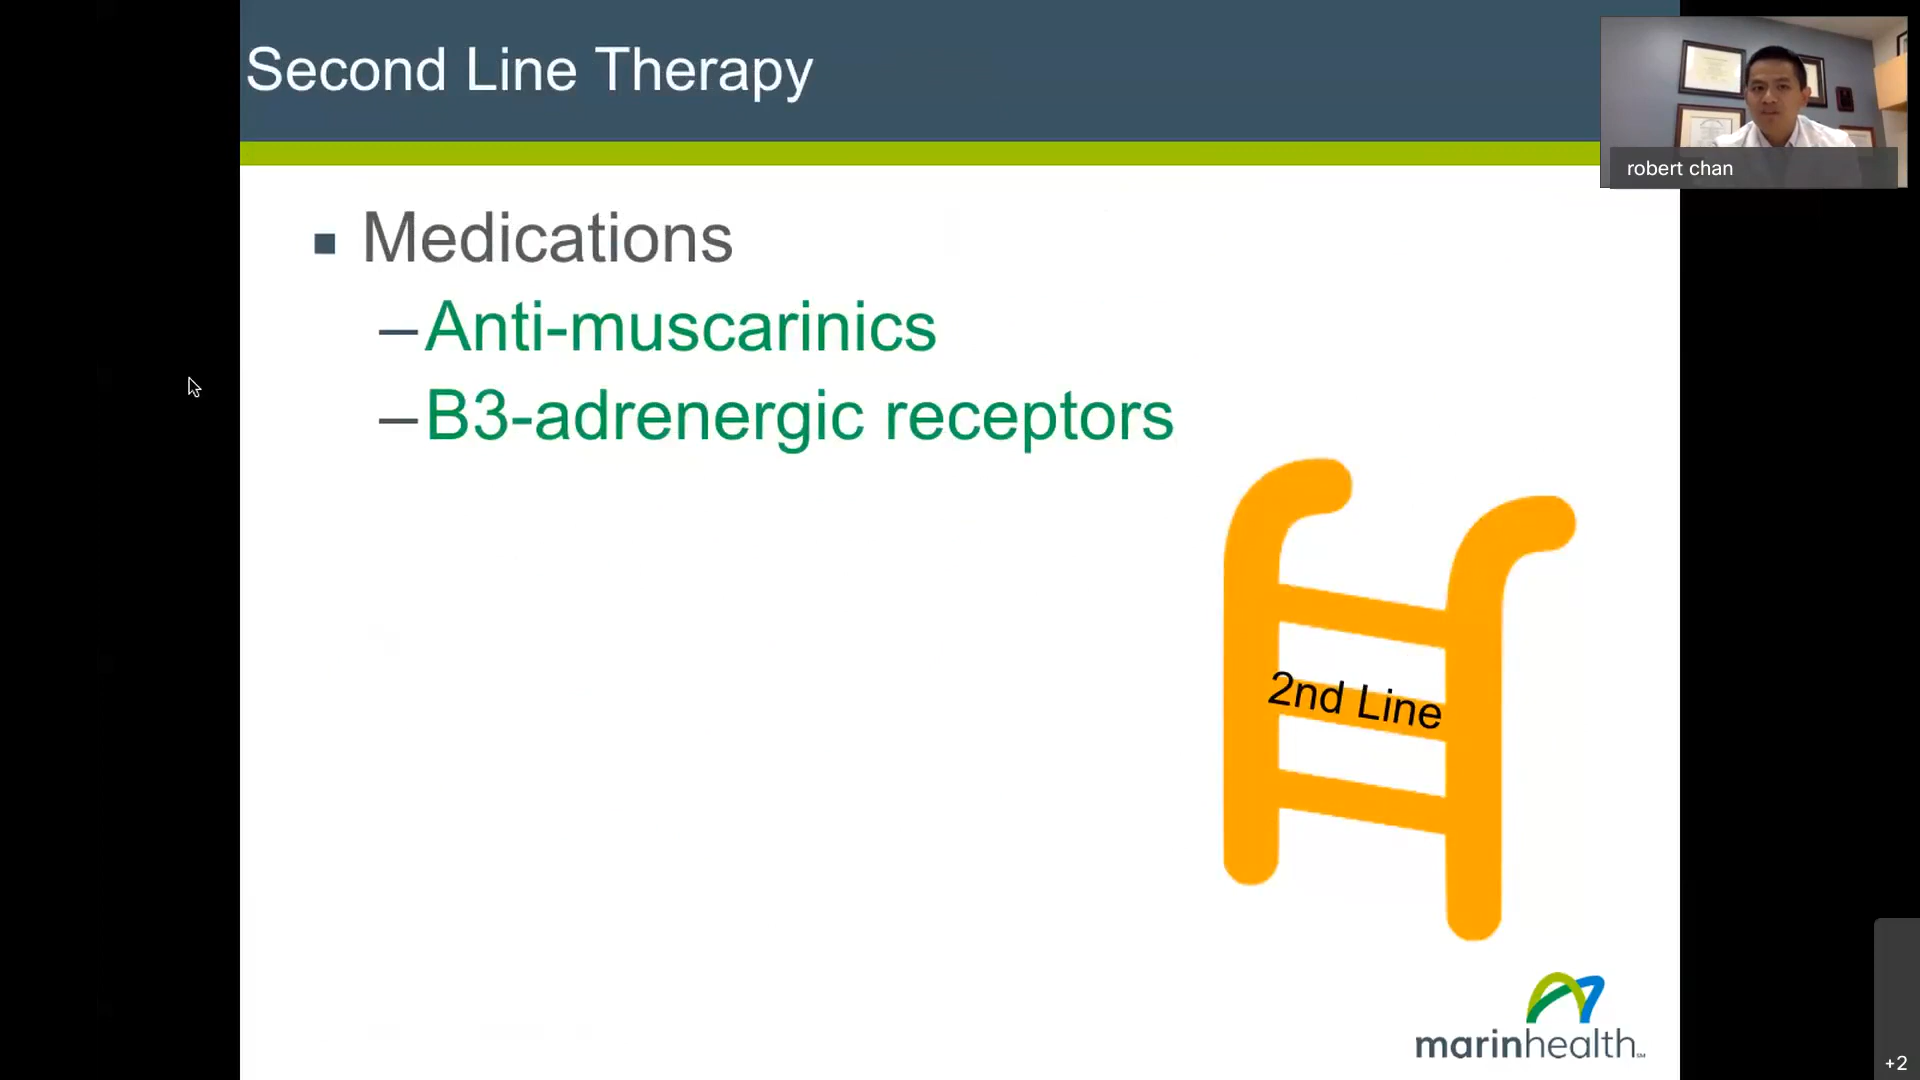 Second Line Therapy
robert chan
Medications
–Anti-muscarinics
–B3-adrenergic receptors
2nd Line
marinhealth
+2